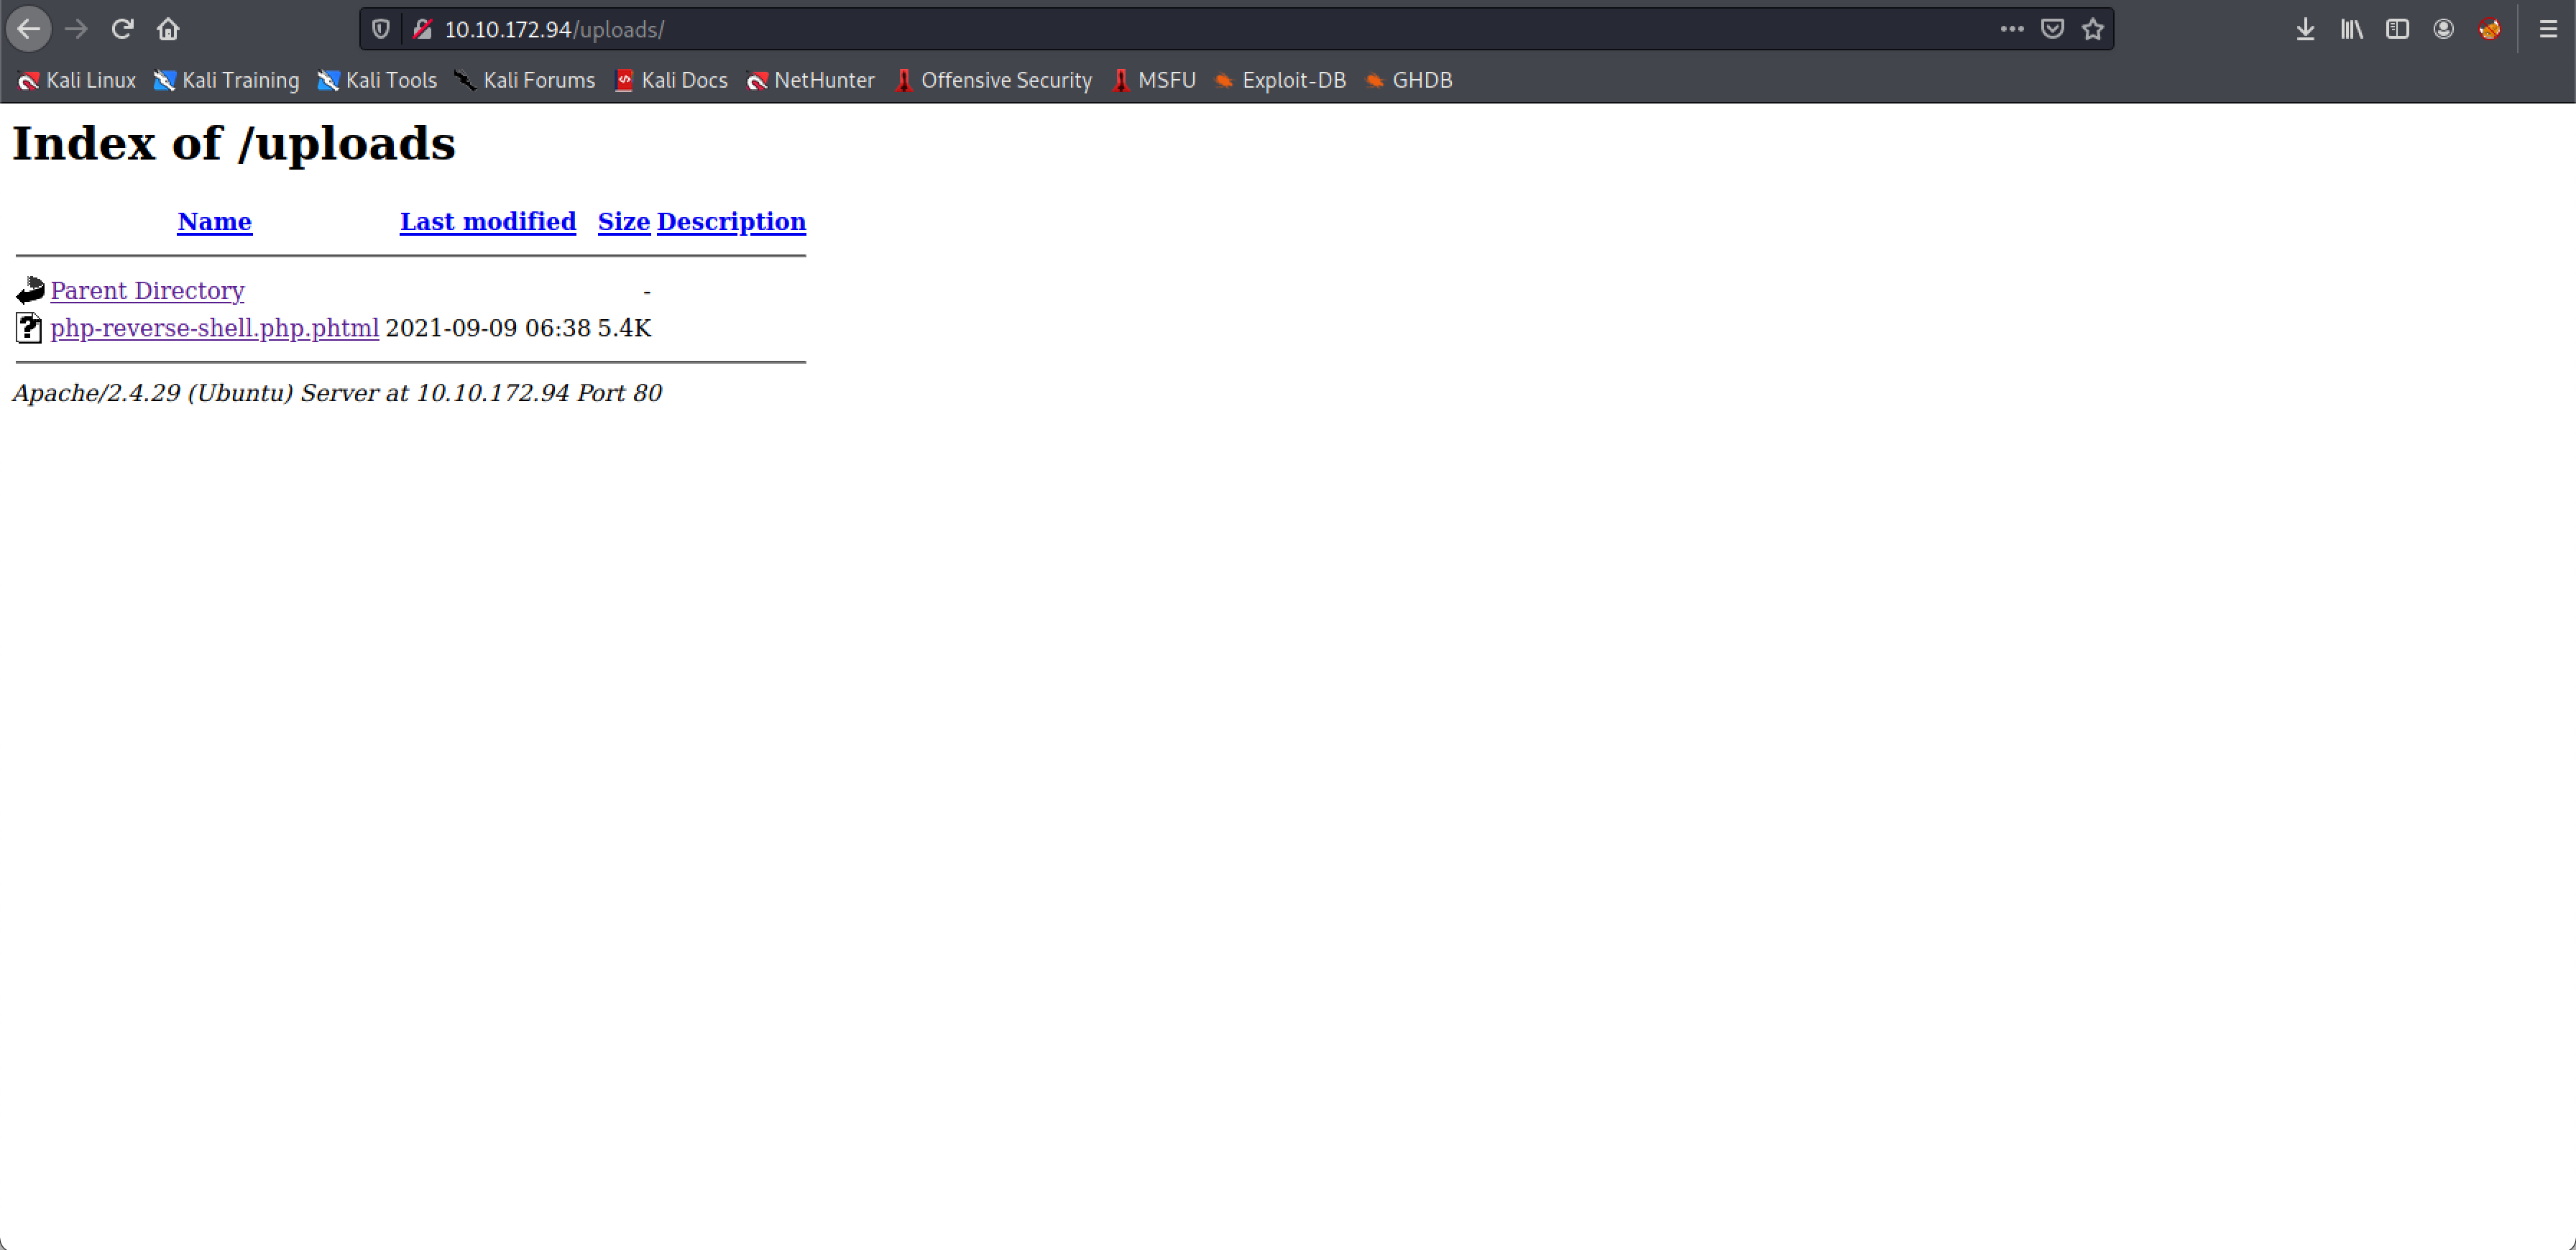 10.10.172.94/uploads/
Kali Linux Kali Training Kali Tools Kali Forums Kali Docs NetHunter Offensive Security MSFU Exploit-DB GHDB
Index of /uploads
Name Last modified Size Description
Parent Directory -
php-reverse-shell.php.phtml 2021-09-09 06:38 5.4K
Apache/2.4.29 (Ubuntu) Server at 10.10.172.94 Port 80